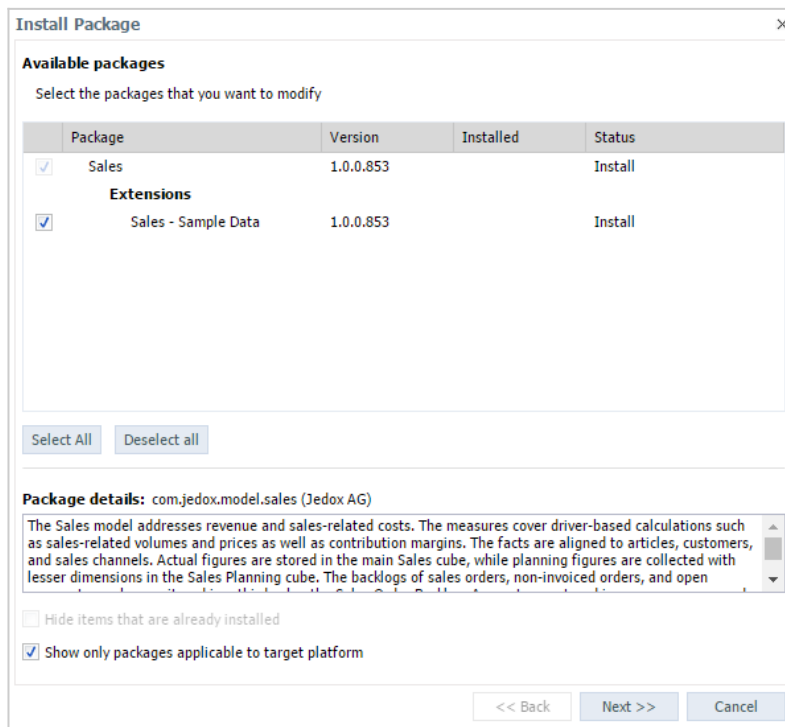 Install Package
Available packages
Select the packages that you want to modify
Package Version Installed Status
Sales 1.0.0.853 Install
Extensions
Sales - Sample Data 1.0.0.853 Install
Select All Deselect all
Package details: com.jedox.model.sales (Jedox AG)
The Sales model addresses revenue and sales-related costs. The measures cover driver-based calculations such
as sales-related volumes and prices as well as contribution margins. The facts are aligned to articles, customers,
and sales channels. Actual figures are stored in the main Sales cube, while planning figures are collected with
lesser dimensions in the Sales Planning cube. The backlogs of sales orders, non-invoiced orders, and open
Hide items that are already installed
Show only packages applicable to target platform
<< Back Next >> Cancel